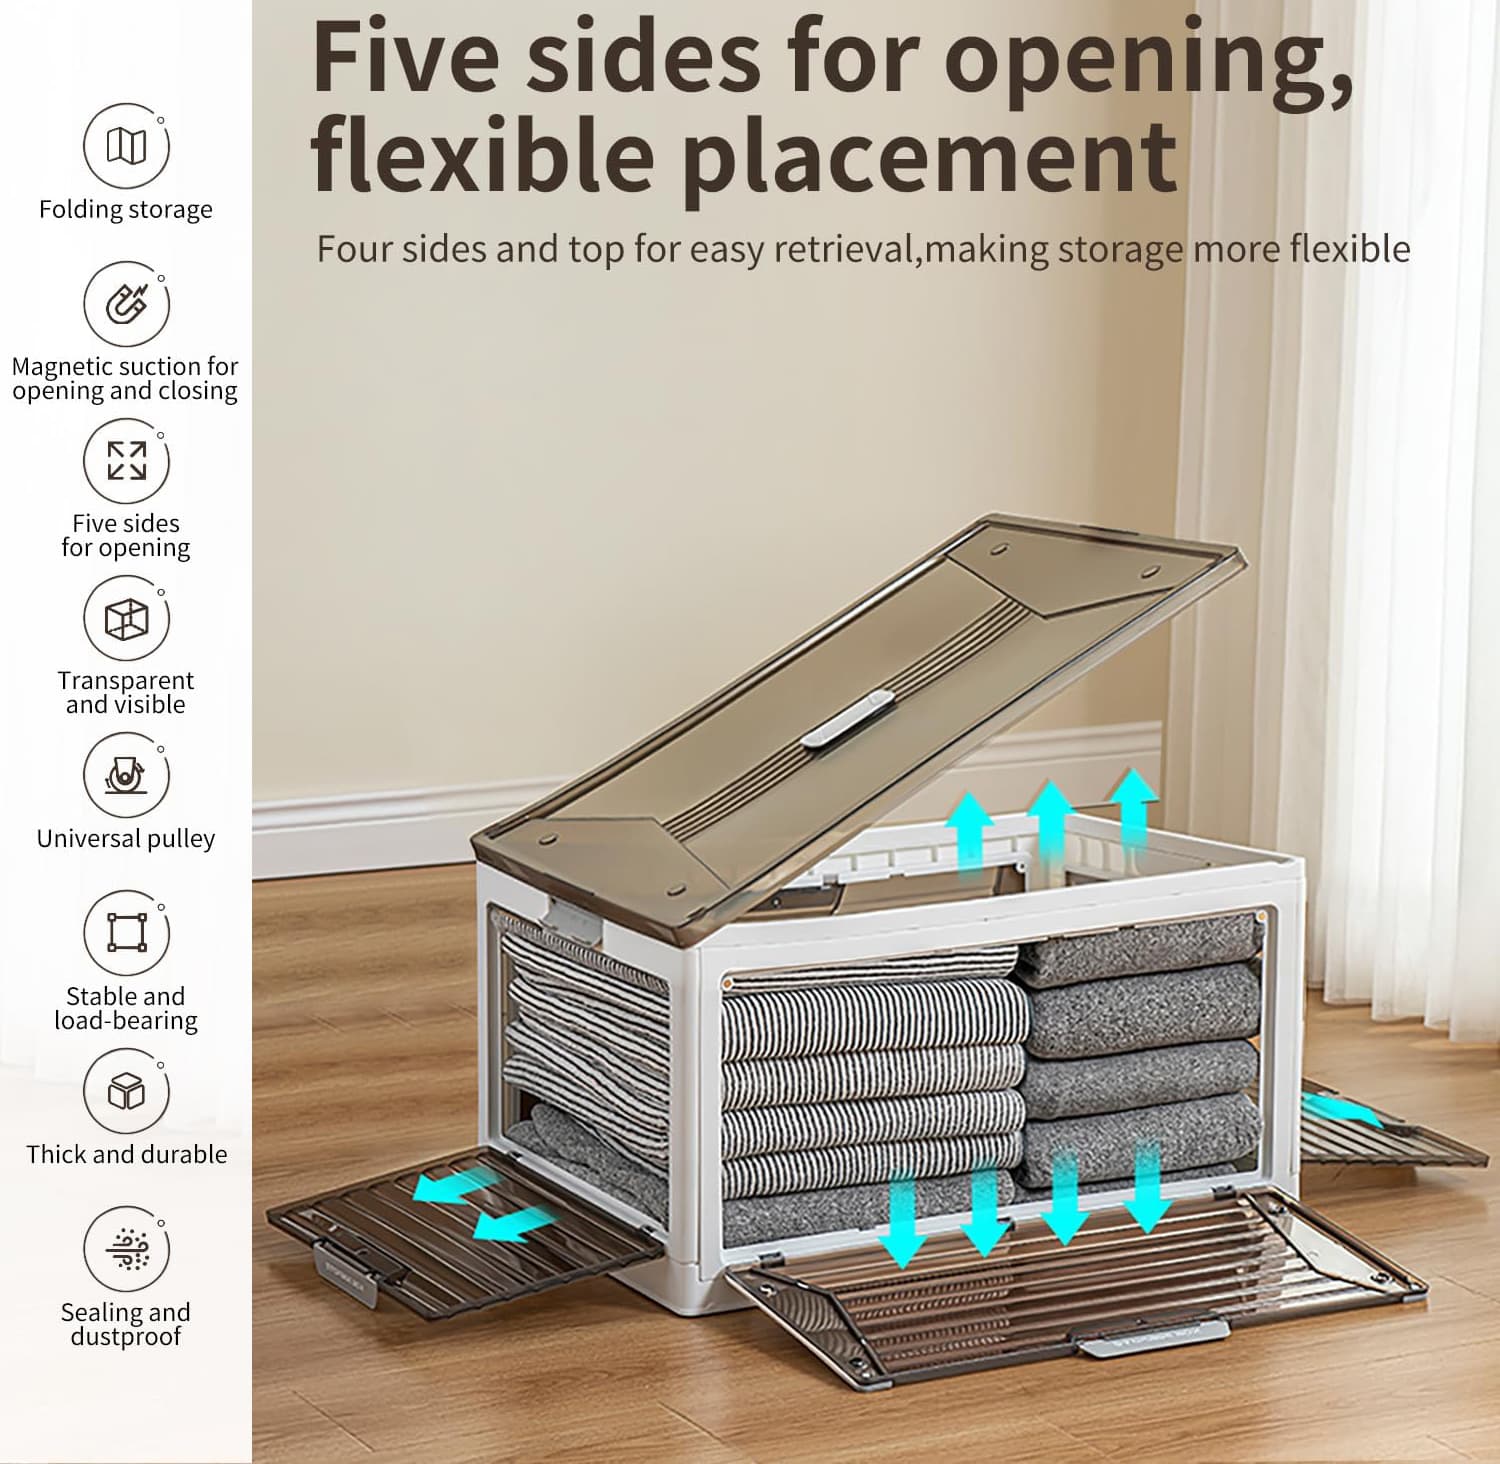 Five sides for opening,
flexible placement
Four sides and top for easy retrieval,making storage more flexible
Folding storage
Magnetic suction for
opening and closing
Five sides
for opening
Transparent
and visible
Universal pulley
Stable and
load-bearing
Thick and durable
Sealing and
dustproof